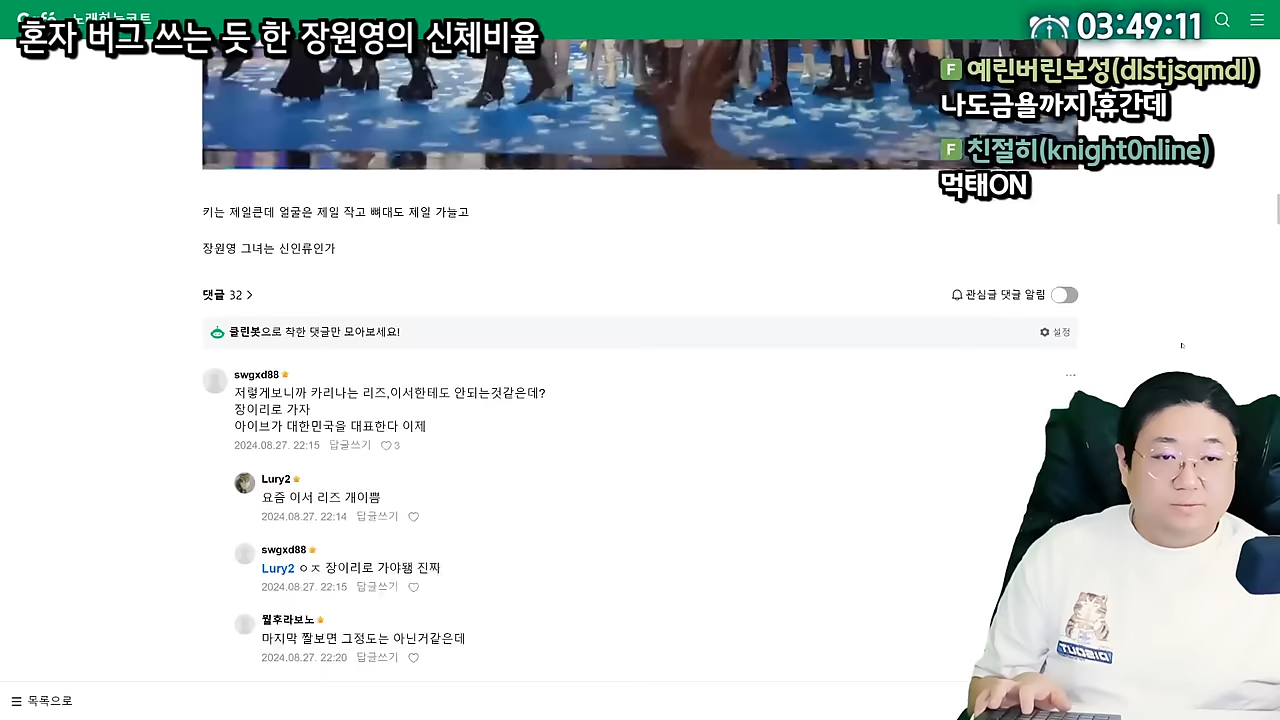 혼자 버그 쓰는 듯 한 장원영의 신체비율
03:49:11
F 예린버린보성(dlstjsqmdl)
나도금욜까지 휴간데
F 친절히(knight0nline)
먹태ON
키는 제일큰데 얼굴은 제일 작고 뼈대도 제일 가늘고
장원영 그녀는 신인류인가
댓글 32 >
관심글 댓글 알림
클린봇으로 착한 댓글만 모아보세요!
설정
swgxd88
저렇게보니까 카리나는 리즈,이서한테도 안되는것같은데?
징이리로 가자
아이브가 대한민국을 대표한다 이제
2024.08.27. 22:15 답글쓰기 3
Lury2
요즘 이서 리즈 개이쁨
2024.08.27. 22:14 답글쓰기
swgxd88
Lury2 ㅇㅈ 장이리로 가야됌 진짜
2024.08.27. 22:15 답글쓰기
뭘후라보노
마지막 짤보면 그정도는 아닌거같은데
2024.08.27. 22:20 답글쓰기
목록으로